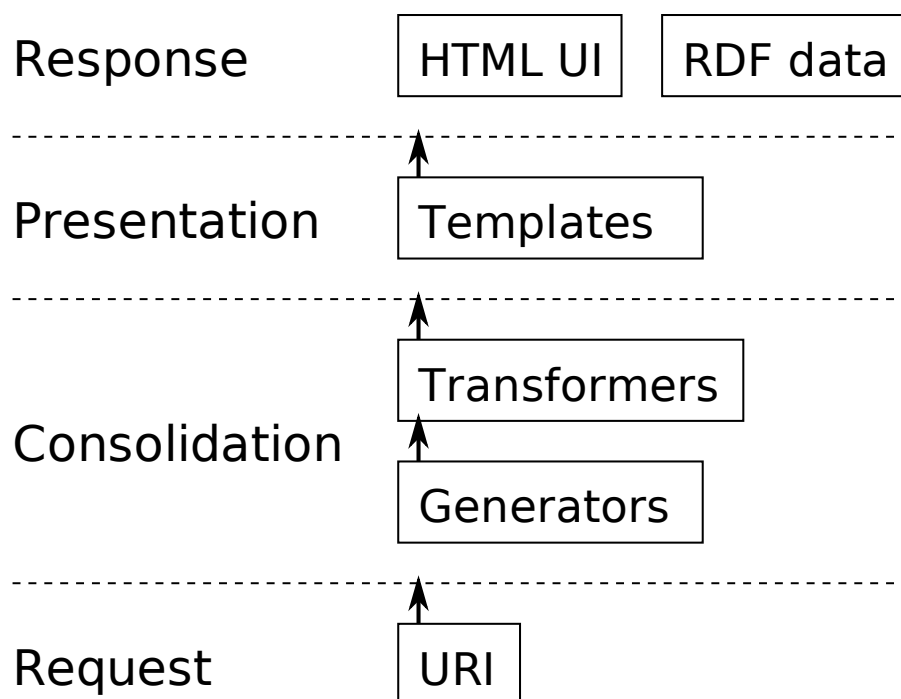 Response
HTML UI
RDF data
Presentation
Templates
Transformers
Consolidation
Generators
Request
URI